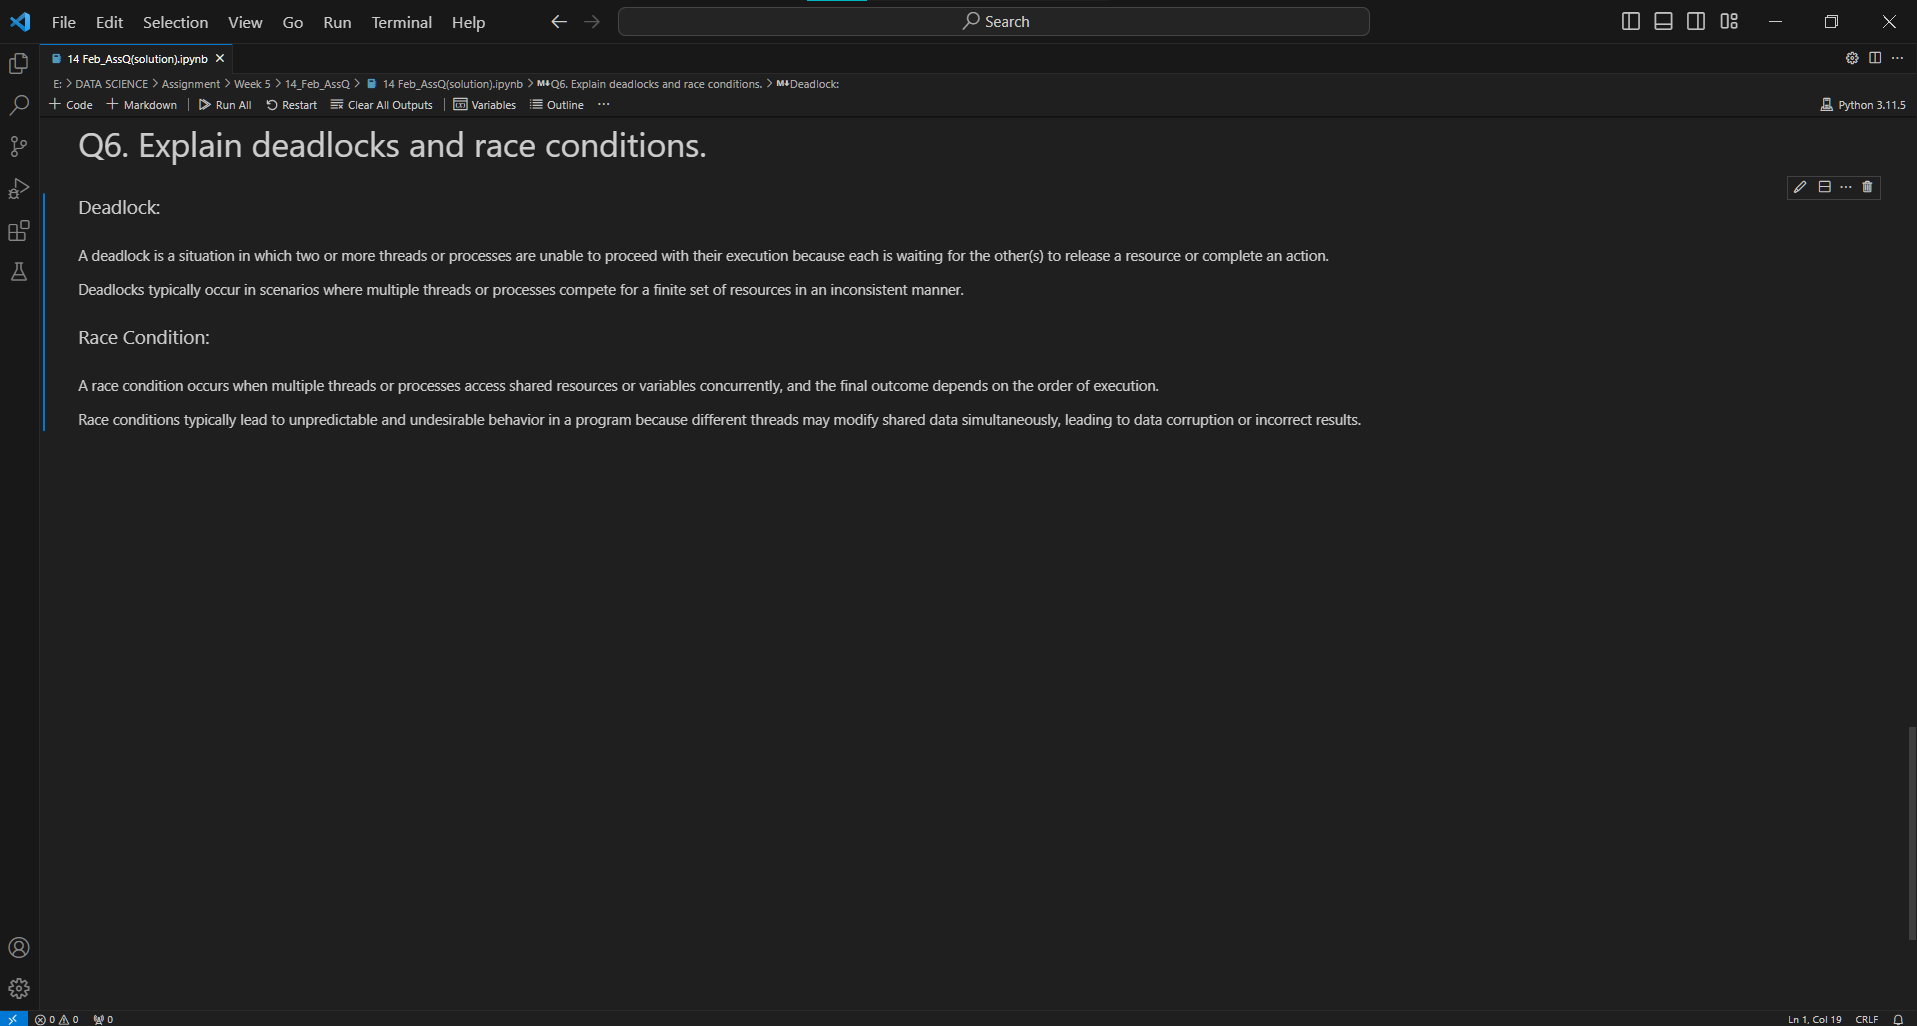 File Edit Selection View Go Run Terminal Help Search
14 Feb_AssQ(solution).ipynb
E: > DATA SCIENCE > Assignment > Week 5 > 14_Feb_AssQ > 14 Feb_AssQ(solution).ipynb > M↓Q6. Explain deadlocks and race conditions. > M↓Deadlock:
+ Code + Markdown | Run All Restart Clear All Outputs | Variables Outline ... Python 3.11.5
Q6. Explain deadlocks and race conditions.
Deadlock:
A deadlock is a situation in which two or more threads or processes are unable to proceed with their execution because each is waiting for the other(s) to release a resource or complete an action.
Deadlocks typically occur in scenarios where multiple threads or processes compete for a finite set of resources in an inconsistent manner.
Race Condition:
A race condition occurs when multiple threads or processes access shared resources or variables concurrently, and the final outcome depends on the order of execution.
Race conditions typically lead to unpredictable and undesirable behavior in a program because different threads may modify shared data simultaneously, leading to data corruption or incorrect results.
0 0 0 Ln 1, Col 19 CRLF